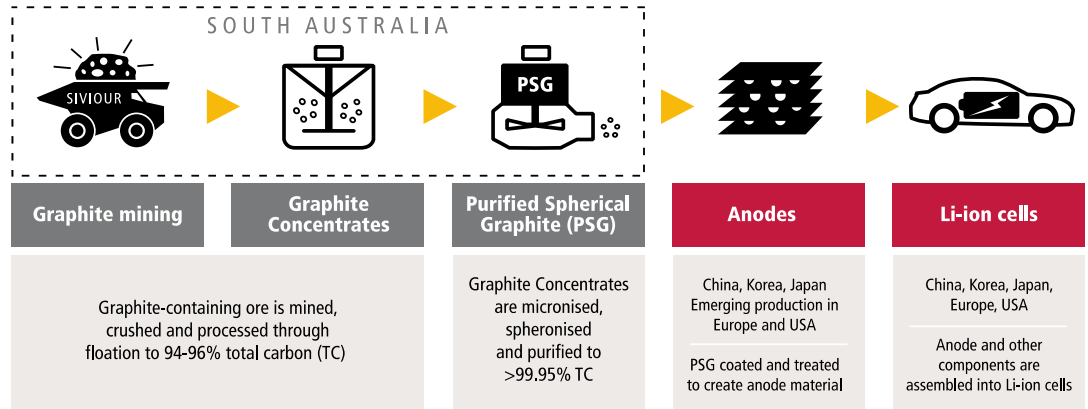 SOUTH AUSTRALIA
SIVIOUR
PSG
Graphite mining
Graphite
Concentrates
Purified Spherical
Graphite (PSG)
Anodes
Li-ion cells
Graphite-containing ore is mined,
crushed and processed through
floation to 94-96% total carbon (TC)
Graphite Concentrates
are micronised,
spheronised
and purified to
>99.95% TC
China, Korea, Japan
Emerging production in
Europe and USA
PSG coated and treated
to create anode material
China, Korea, Japan,
Europe, USA
Anode and other
components are
assembled into Li-ion cells